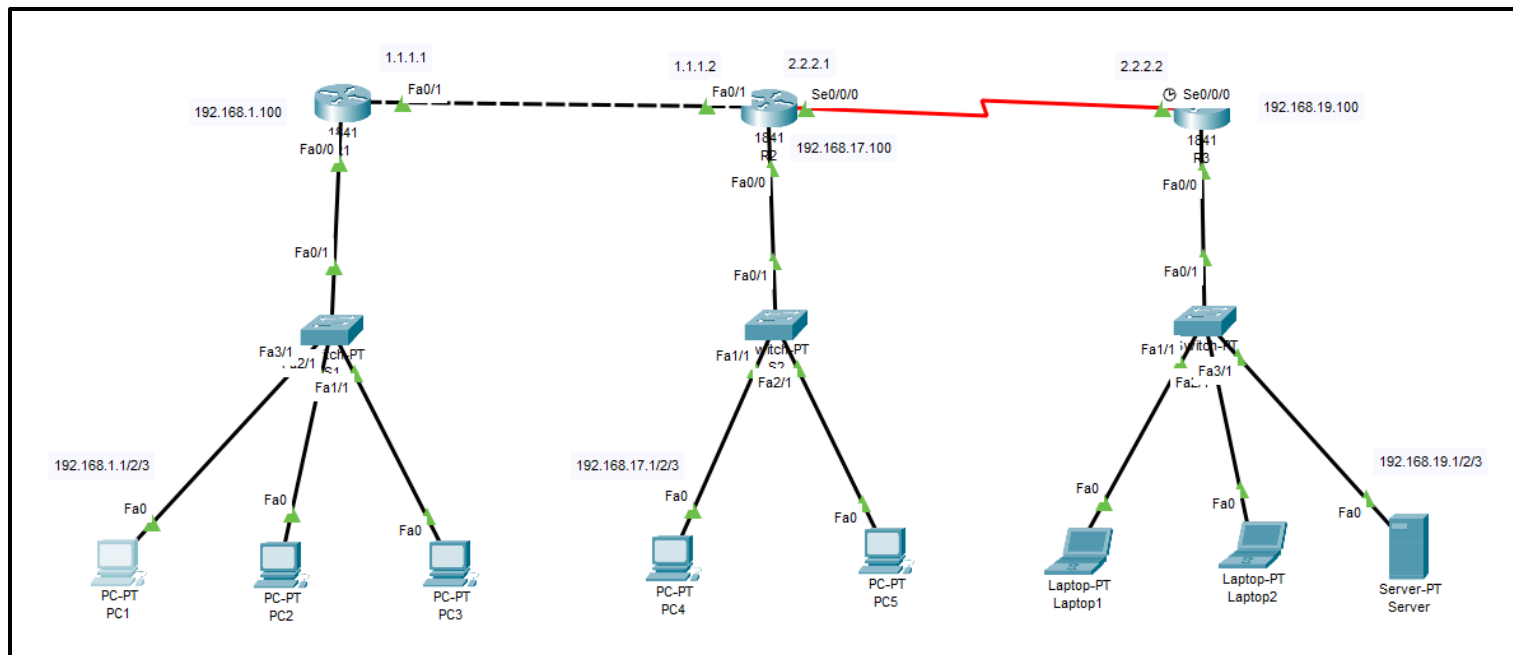 1.1.1.1
1.1.1.2
2.2.2.1
2.2.2.2
Fa0/1
Fa0/1
Se0/0/0
Se0/0/0
192.168.1.100
192.168.19.100
1841
R2
1841
R3
192.168.17.100
Fa0/0
Fa0/0
Fa0/0
Fa0/1
Fa0/1
Fa0/1
Fa3/1
Fa1/1
S1
Fa1/1
S2
Fa2/1
Fa1/1
Fa3/1
192.168.1.1/2/3
192.168.17.1/2/3
192.168.19.1/2/3
Fa0
Fa0
Fa0
Fa0
Fa0
Fa0
Fa0
Fa0
PC-PT
PC1
PC-PT
PC2
PC-PT
PC3
PC-PT
PC4
PC-PT
PC5
Laptop-PT
Laptop1
Laptop-PT
Laptop2
Server-PT
Server